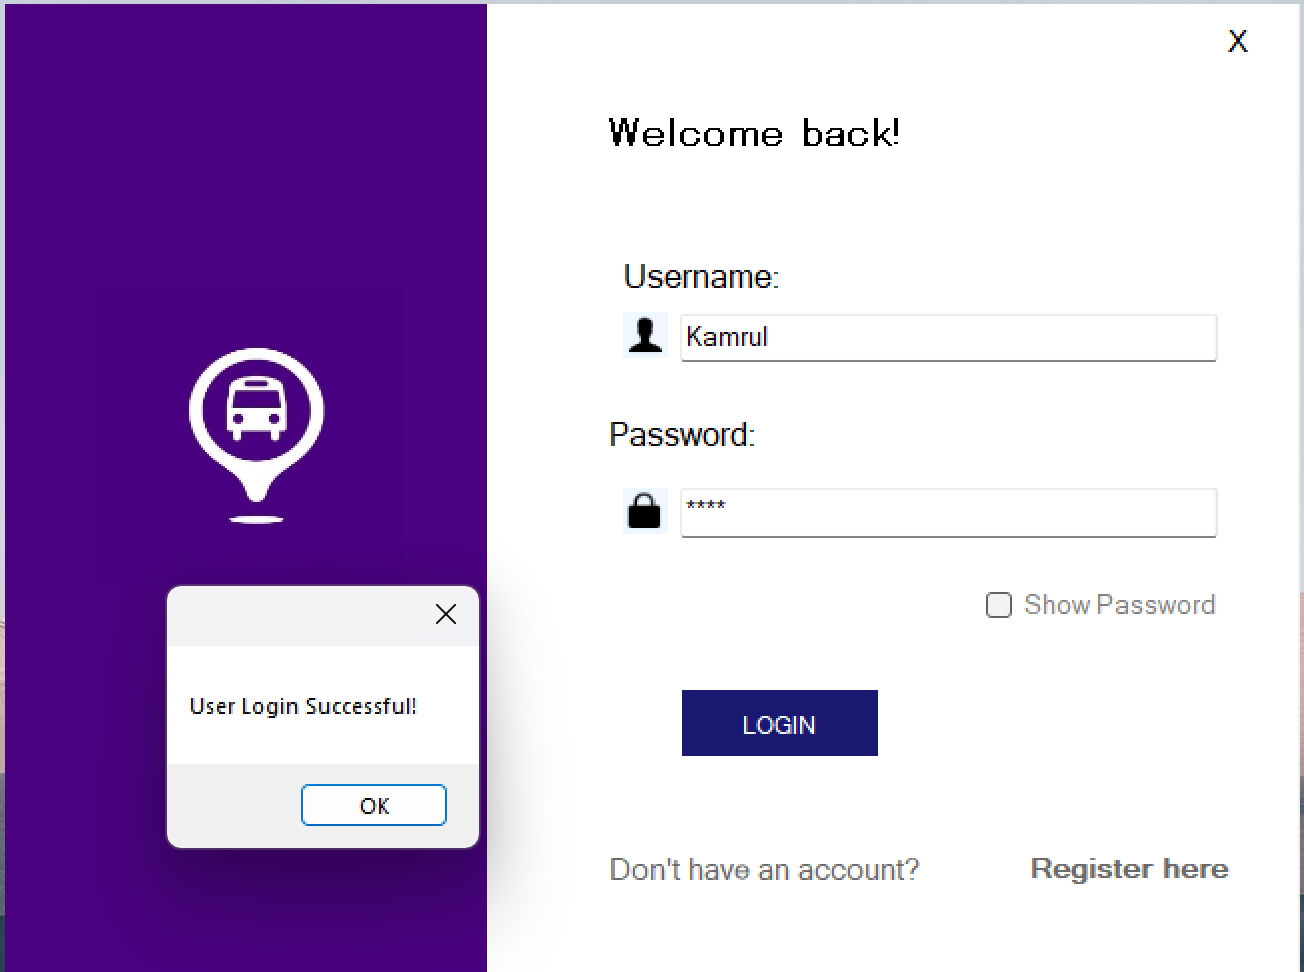 X
Welcome back!
Username:
Kamrul
Password:
****
Show Password
User Login Successful!
LOGIN
OK
Don't have an account? Register here